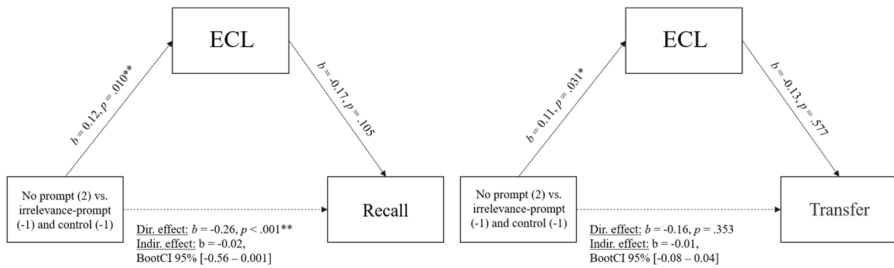 ECL
b = 0.12, p = .010**
b = -0.17, p = .105
No prompt (2) vs.
irrelevance-prompt
(-1) and control (-1)
Recall
Dir. effect: b = -0.26, p < .001**
Indir. effect: b = -0.02,
BootCI 95% [-0.56 – 0.001]
ECL
b = 0.11, p = .031*
b = -0.13, p = .577
No prompt (2) vs.
irrelevance-prompt
(-1) and control (-1)
Transfer
Dir. effect: b = -0.16, p = .353
Indir. effect: b = -0.01,
BootCI 95% [-0.08 – 0.04]